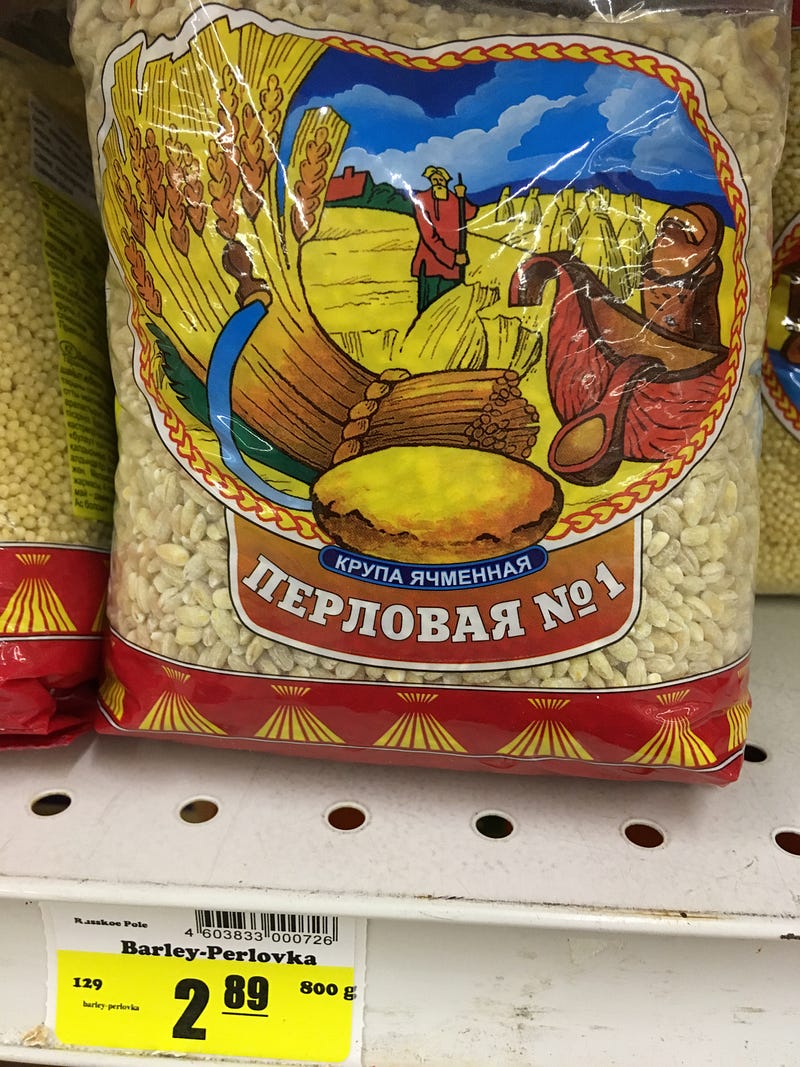 КРУПА ЯЧМЕННАЯ
ПЕРЛОВАЯ №1
Russkoe Pole
4 603833 000726
Barley-Perlovka
129
2 89
800 g
barley-perlovka